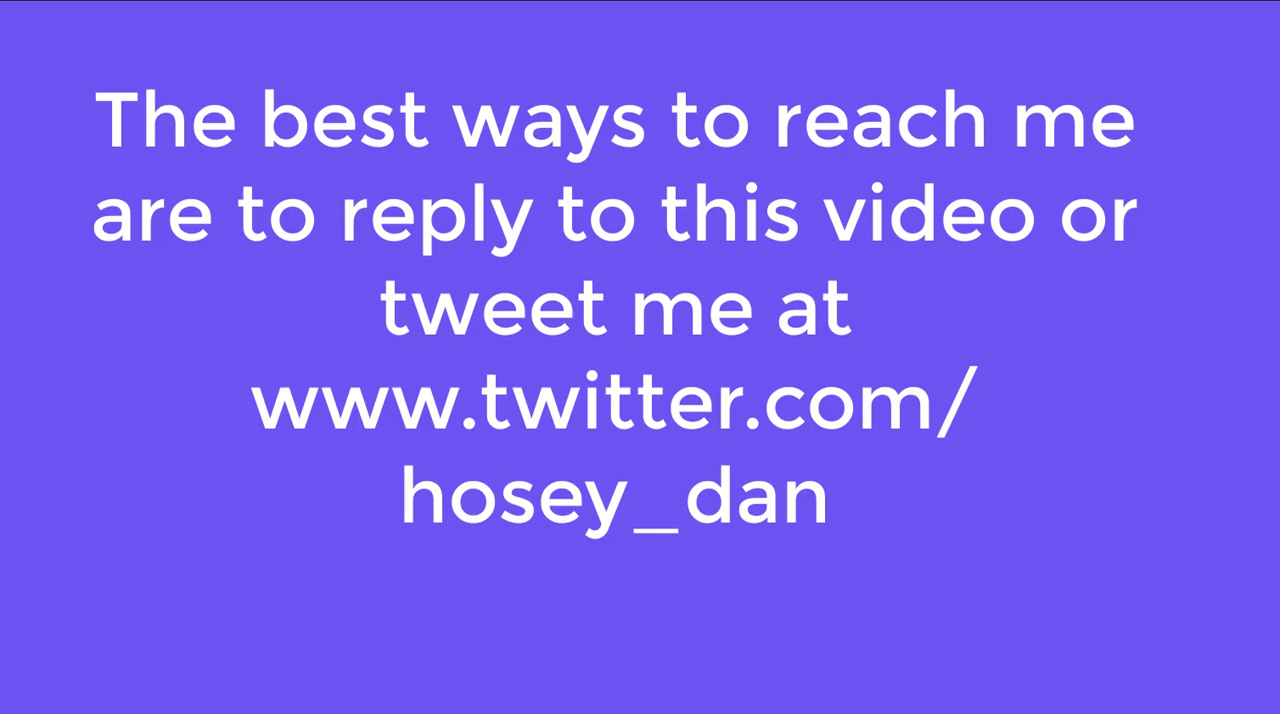 The best ways to reach me
are to reply to this video or
tweet me at
www.twitter.com/
hosey_dan